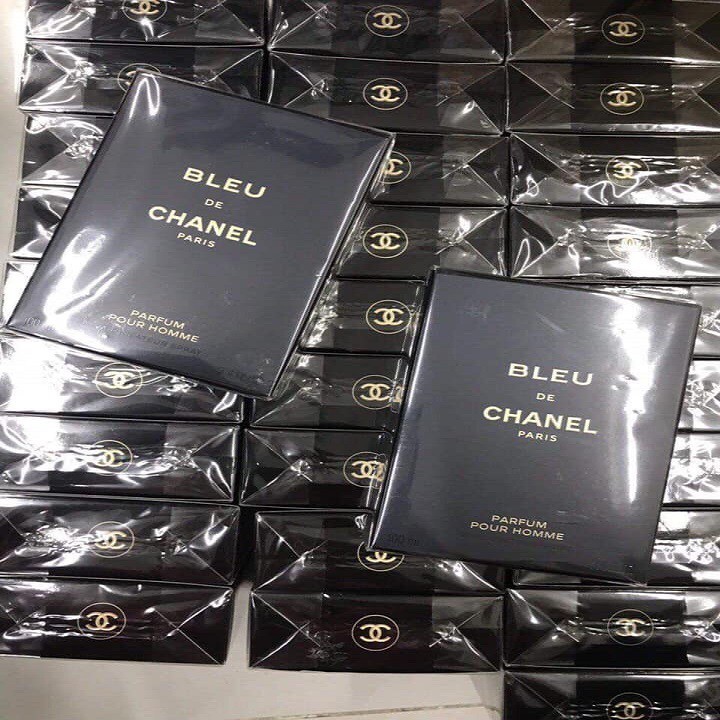 BLEU
DE
CHANEL
PARIS
PARFUM
POUR HOMME
BLEU
DE
CHANEL
PARIS
PARFUM
POUR HOMME
100 ml